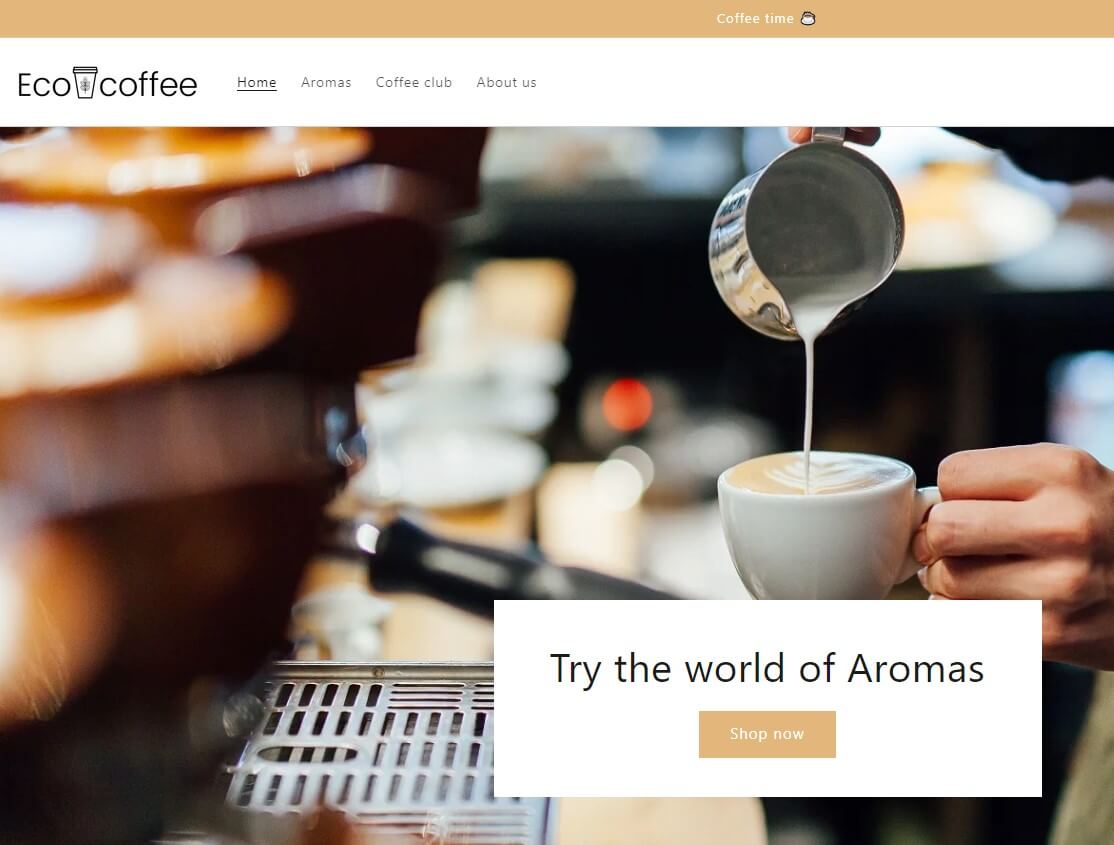 Coffee time ☕
Eco coffee
Home Aromas Coffee club About us
Try the world of Aromas
Shop now